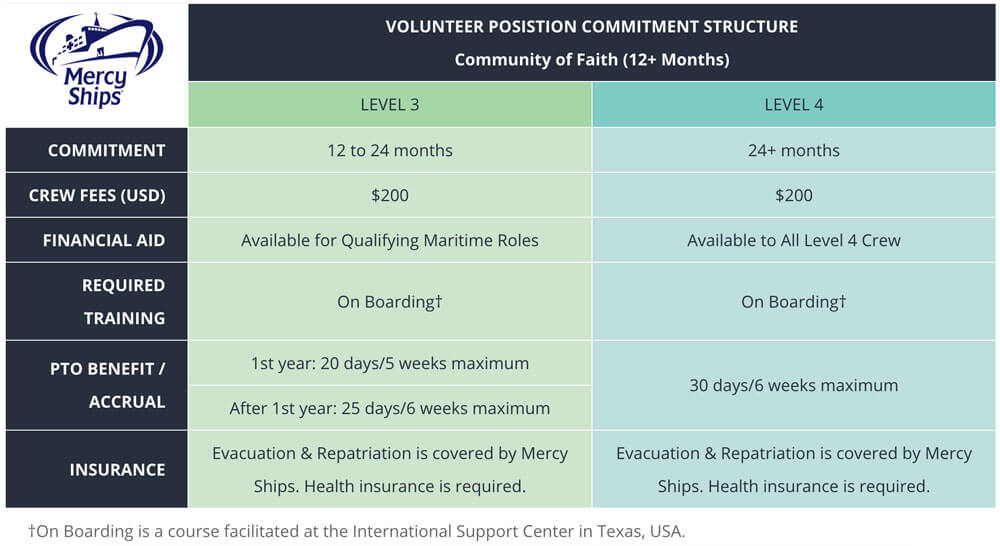 Mercy
Ships
VOLUNTEER POSISTION COMMITMENT STRUCTURE
Community of Faith (12+ Months)
LEVEL 3
LEVEL 4
COMMITMENT
12 to 24 months
24+ months
CREW FEES (USD)
$200
$200
FINANCIAL AID
Available for Qualifying Maritime Roles
Available to All Level 4 Crew
REQUIRED
TRAINING
On Boarding†
On Boarding†
PTO BENEFIT /
ACCRUAL
1st year: 20 days/5 weeks maximum
After 1st year: 25 days/6 weeks maximum
30 days/6 weeks maximum
INSURANCE
Evacuation & Repatriation is covered by Mercy
Ships. Health insurance is required.
Evacuation & Repatriation is covered by Mercy
Ships. Health insurance is required.
†On Boarding is a course facilitated at the International Support Center in Texas, USA.